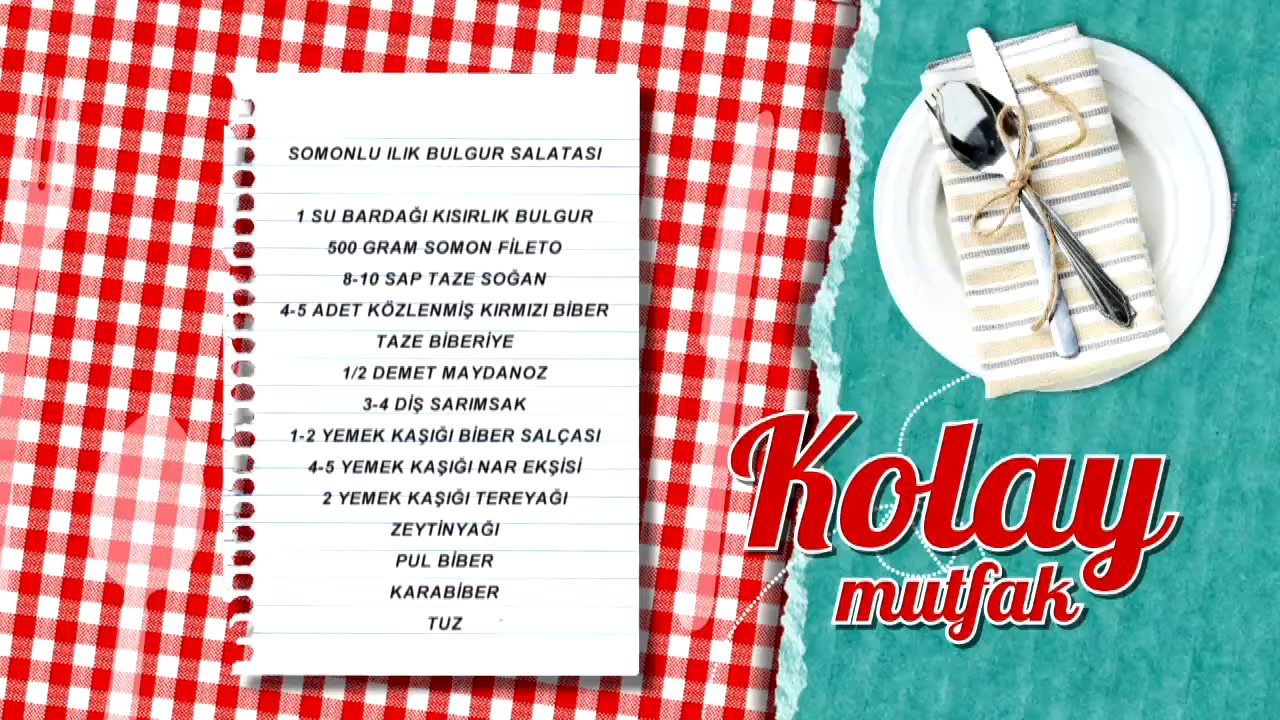 SOMONLU ILIK BULGUR SALATASI
1 SU BARDAĞI KISIRLIK BULGUR
500 GRAM SOMON FİLETO
8-10 SAP TAZE SOĞAN
4-5 ADET KÖZLENMİŞ KIRMIZI BİBER
TAZE BİBERİYE
1/2 DEMET MAYDANOZ
3-4 DİŞ SARIMSAK
1-2 YEMEK KAŞIĞI BİBER SALÇASI
4-5 YEMEK KAŞIĞI NAR EKŞİSİ
2 YEMEK KAŞIĞI TEREYAĞI
ZEYTİNYAĞI
PUL BİBER
KARABİBER
TUZ
Kolay
mutfak